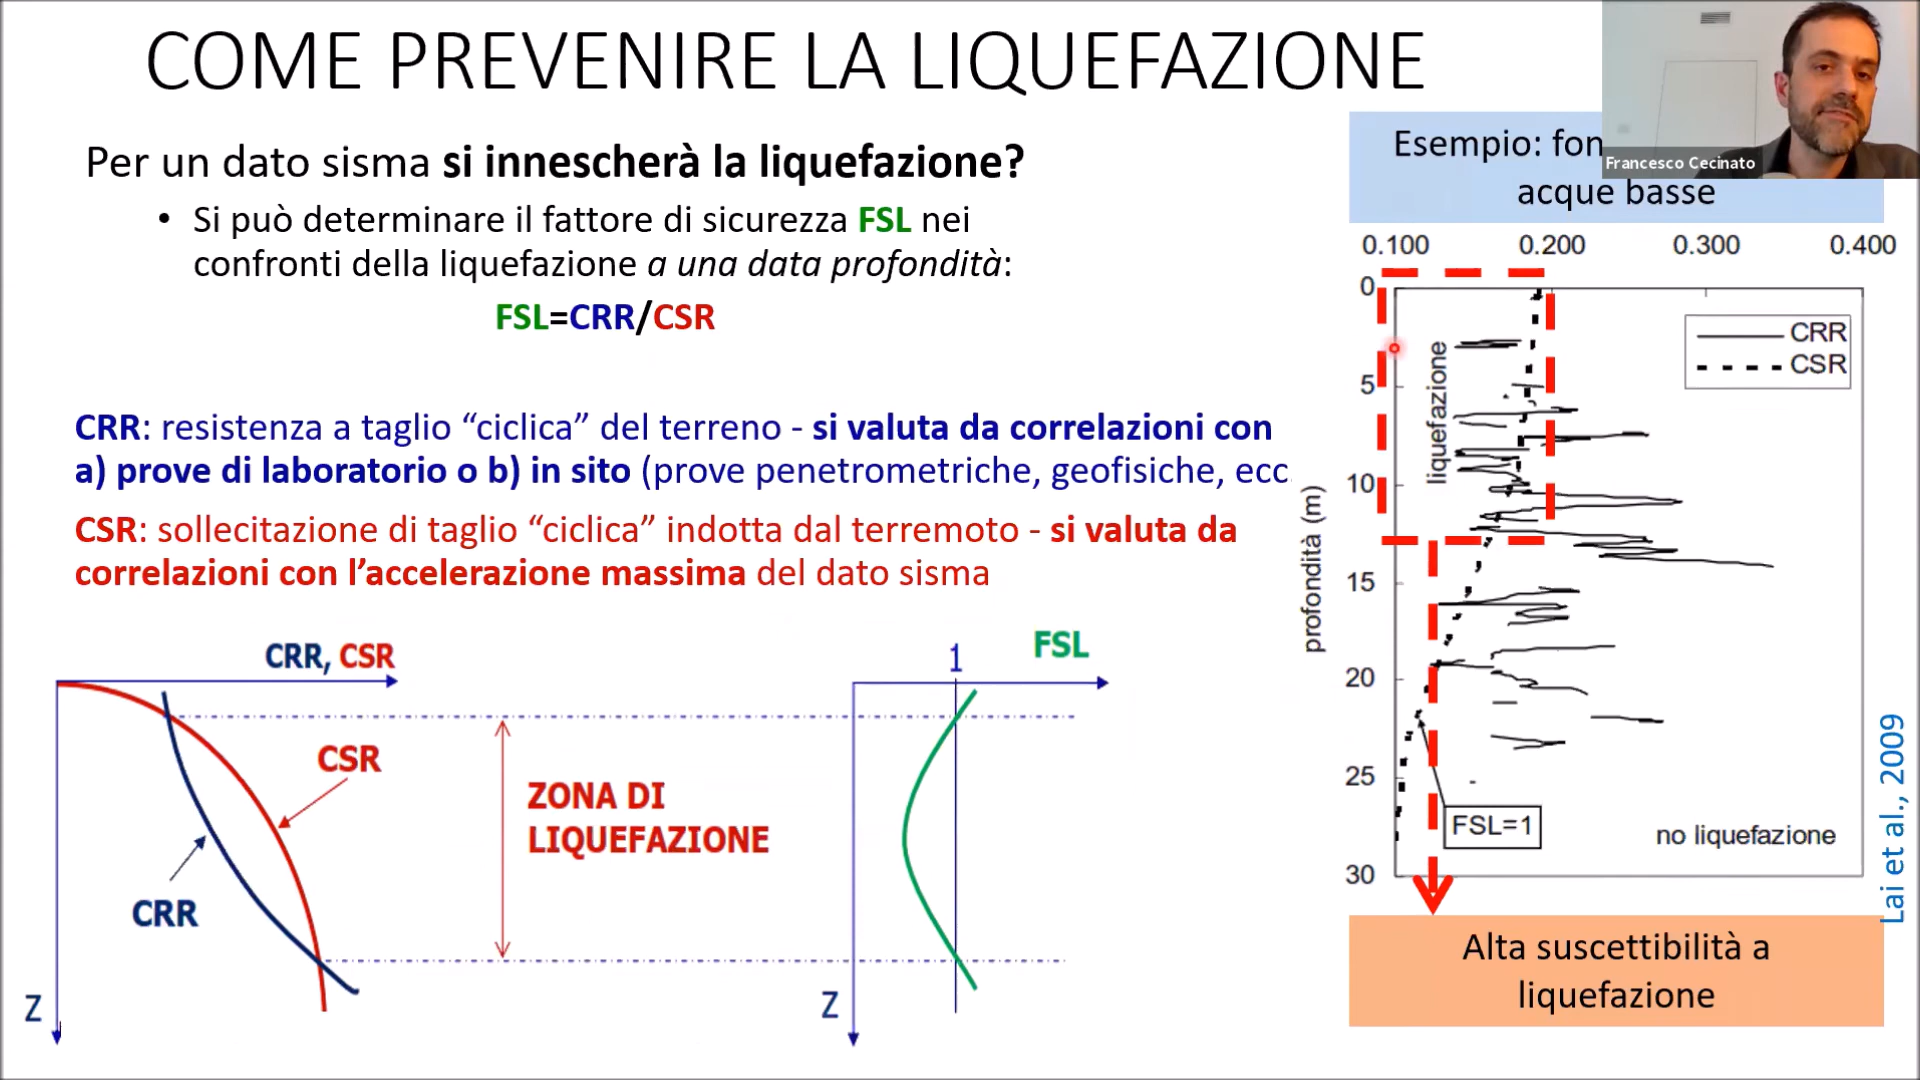 COME PREVENIRE LA LIQUEFAZIONE
Per un dato sisma si innescherà la liquefazione?
• Si può determinare il fattore di sicurezza FSL nei
confronti della liquefazione a una data profondità:
FSL=CRR/CSR
CRR: resistenza a taglio “ciclica” del terreno - si valuta da correlazioni con
a) prove di laboratorio o b) in sito (prove penetrometriche, geofisiche, ecc.
CSR: sollecitazione di taglio “ciclica” indotta dal terremoto - si valuta da
correlazioni con l’accelerazione massima del dato sisma
CRR, CSR
CSR
CRR
Z
ZONA DI
LIQUEFAZIONE
1
FSL
Z
Esempio:
acque basse
Francesco Cecinato
0.100 0.200 0.300 0.400
0
5
10
15
20
25
30
profondità (m)
liquefazione
CRR
CSR
FSL=1
no liquefazione
Lai et al., 2009
Alta suscettibilità a
liquefazione